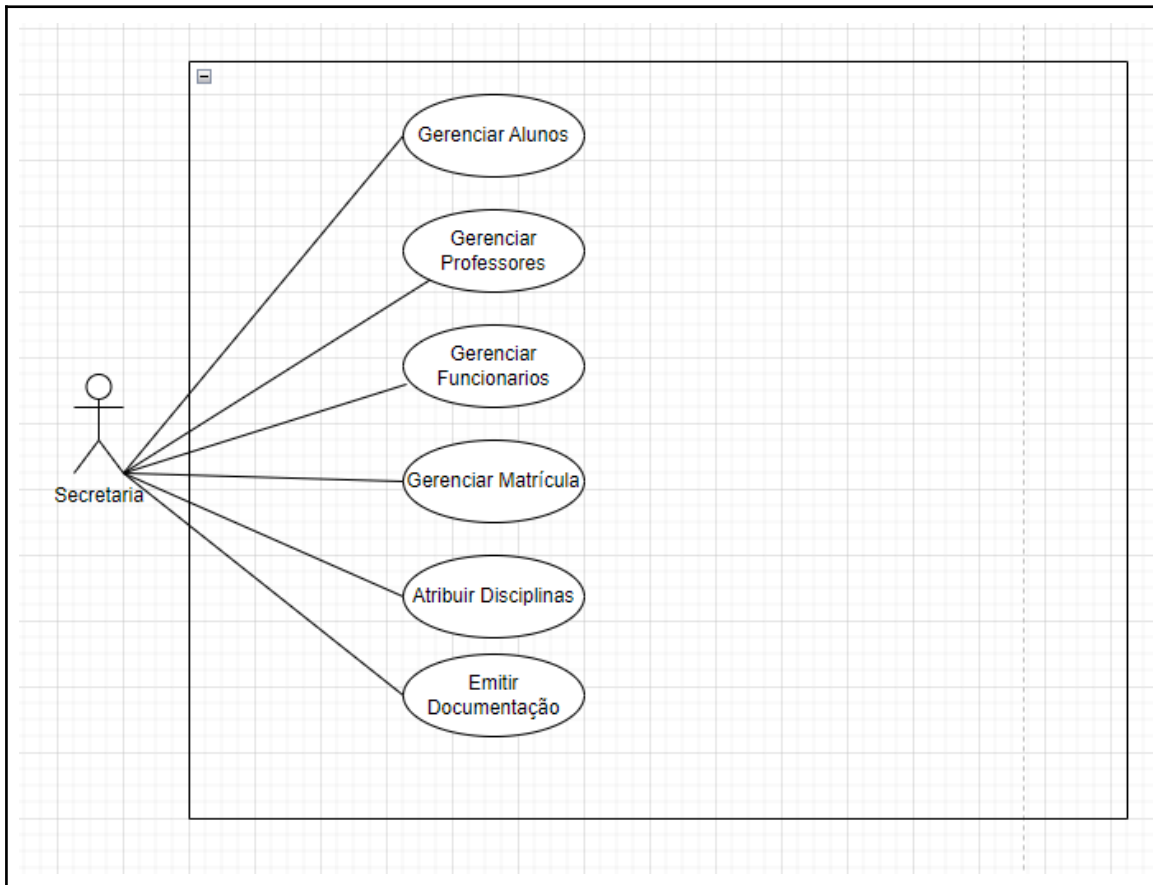 Gerenciar Alunos
Gerenciar
Professores
Gerenciar
Funcionarios
Secretaria
Gerenciar Matrícula
Atribuir Disciplinas
Emitir
Documentação